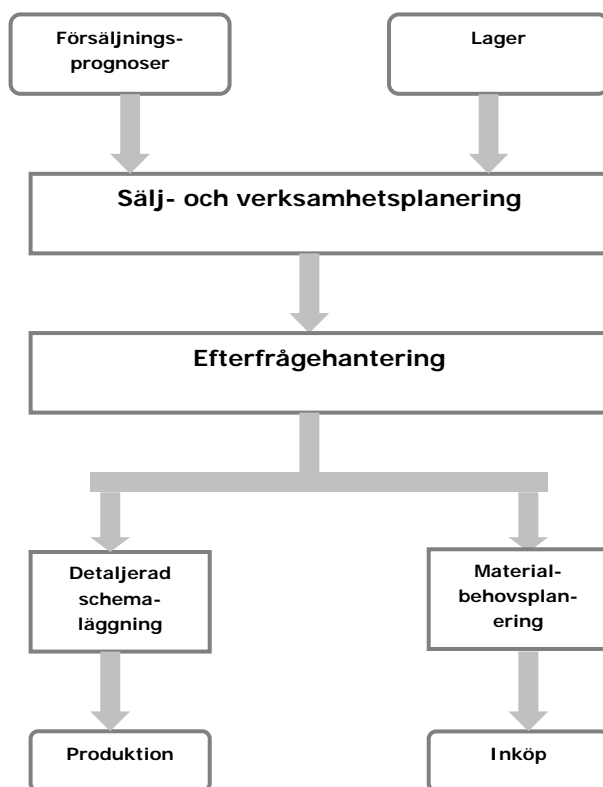 Försäljnings-
prognoser
Lager
Sälj- och verksamhetsplanering
Efterfrågehantering
Detaljerad
schema-
läggning
Material-
behovsplan-
ering
Produktion
Inköp